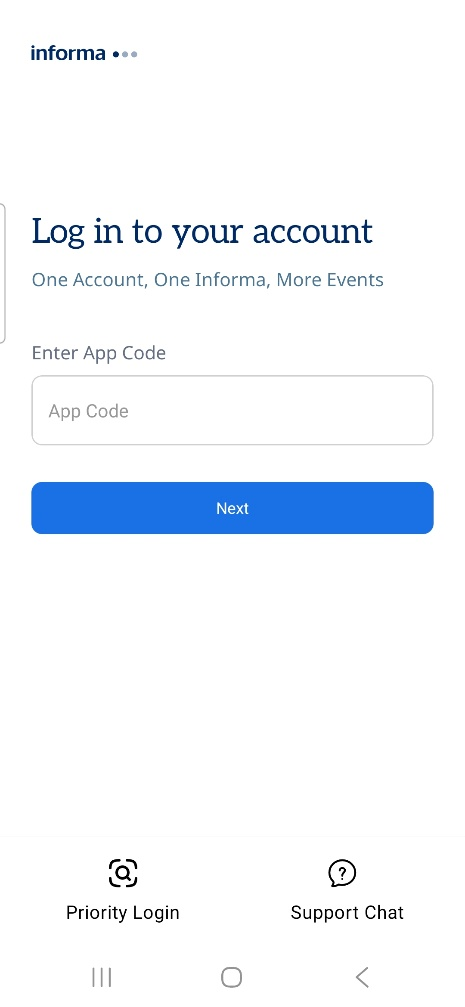 informa
Log in to your account
One Account, One Informa, More Events
Enter App Code
App Code
Next
Priority Login
Support Chat